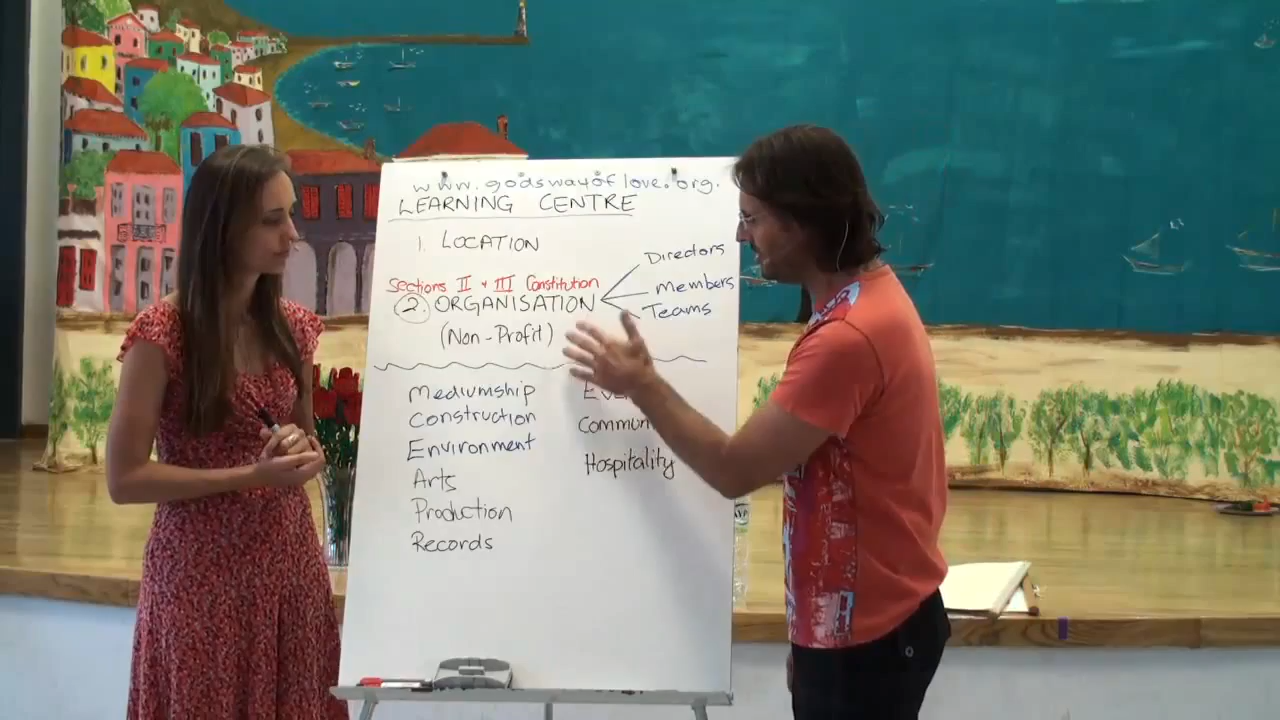 www.godswayoflove.org.
LEARNING CENTRE
1. LOCATION
Sections II + III Constitution
2. ORGANISATION
(Non-Profit)
Directors
Members
Teams
Mediumship
Construction
Environment
Arts
Production
Records
Hospitality